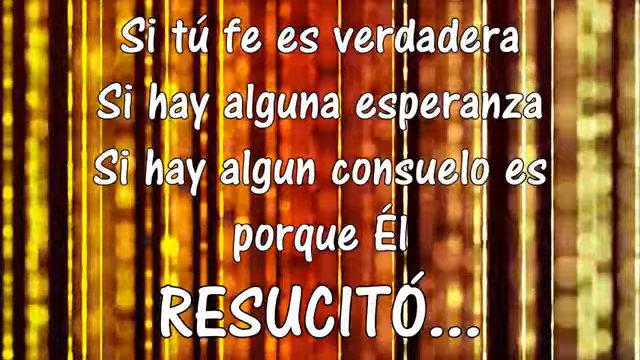 Si tú fe es verdadera
Si hay alguna esperanza
Si hay algun consuelo es
porque Él
RESUCITÓ...